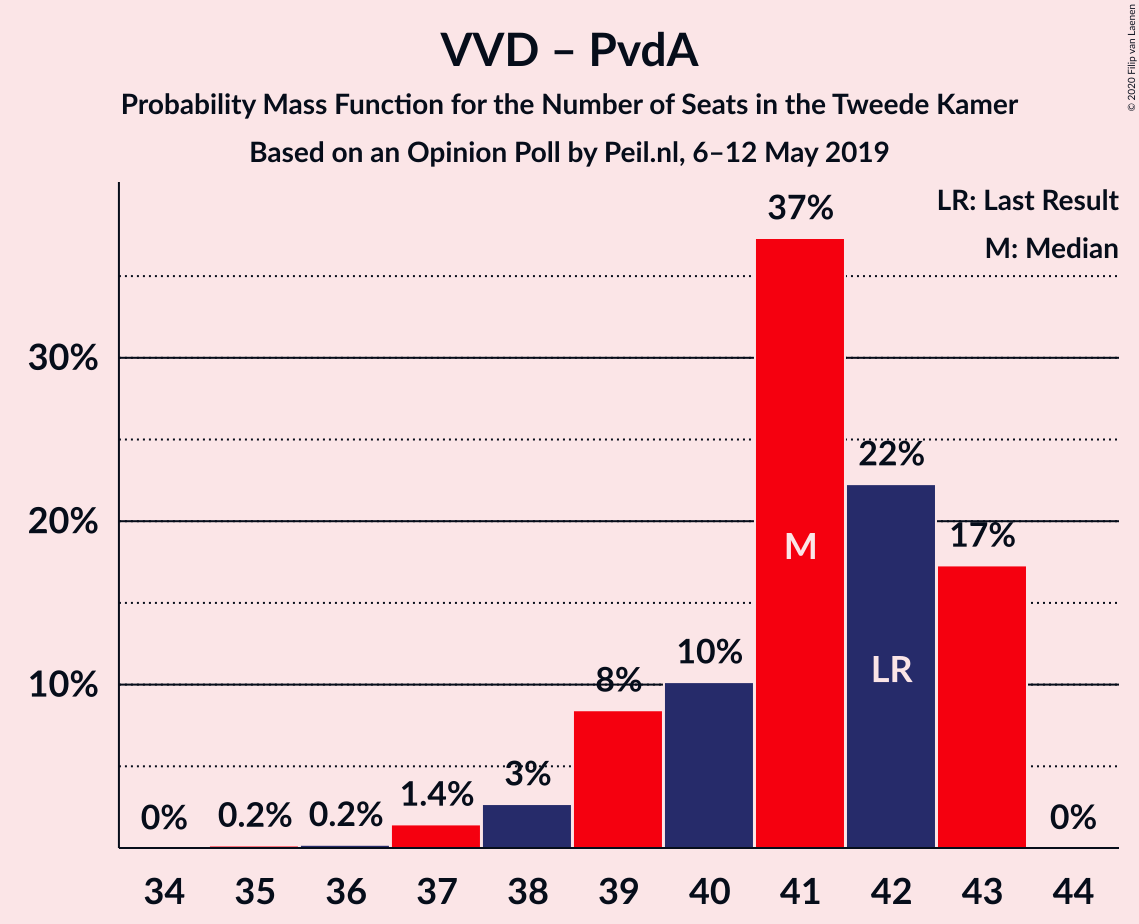 VVD – PvdA
Probability Mass Function for the Number of Seats in the Tweede Kamer
Based on an Opinion Poll by Peil.nl, 6–12 May 2019
© 2020 Filip van Laenen
LR: Last Result
M: Median
30%
20%
10%
0%
0.2%
0.2%
1.4%
3%
8%
10%
37%
22%
17%
0%
M
LR
34 35 36 37 38 39 40 41 42 43 44